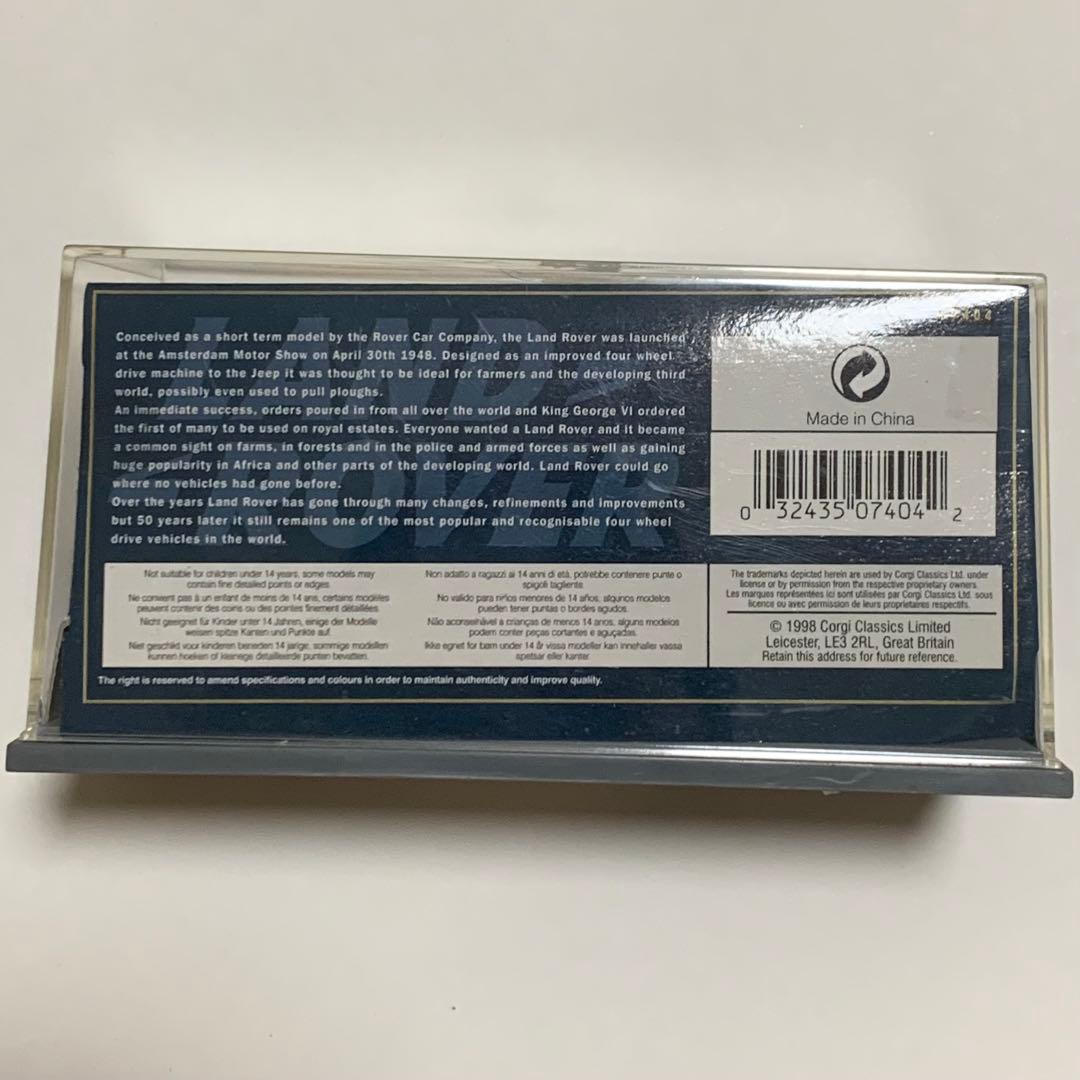 LAND ROVER
404
Conceived as a short term model by the Rover Car Company, the Land Rover was launched
at the Amsterdam Motor Show on April 30th 1948. Designed as an improved four wheel
drive machine to the Jeep it was thought to be ideal for farmers and the developing third
world, possibly even used to pull ploughs.
An immediate success, orders poured in from all over the world and King George VI ordered
the first of many to be used on royal estates. Everyone wanted a Land Rover and it became
a common sight on farms, in forests and in the police and armed forces as well as gaining
huge popularity in Africa and other parts of the developing world. Land Rover could go
where no vehicles had gone before.
Over the years Land Rover has gone through many changes, refinements and improvements
but 50 years later it still remains one of the most popular and recognisable four wheel
drive vehicles in the world.
Made in China
0 32435 07404 2
Not suitable for children under 14 years, some models may
contain fine detailed points or edges.
Ne convient pas à un enfant de moins de 14 ans, certains modèles
peuvent contenir des coins ou des pointes finement détaillées.
Nicht geeignet für Kinder unter 14 Jahren, einige der Modelle
weisen spitze Kanten und Punkte auf.
Niet geschikt voor kinderen beneden 14 jarige, sommige modellen
kunnen hoeken of kleinege detailleerde punten bevatten.
Non adatto a ragazzi ai 14 anni di età, potrebbe contenere punte o
spigoli tagliente.
No valido para niños menores de 14 años, algunos modelos
pueden tener puntas o bordes agudos.
Não aconselhável a crianças de menos 14 anos, alguns modelos
podem conter peças cortantes e aguçadas.
Ikke egnet for børn under 14 år vissa modeller kan innehaller vassa
spetsar eller kanter.
The trademarks depicted herein are used by Corgi Classics Ltd. under
license or by permission from the respective proprietary owners.
Les marques représentées ici sont utilisées par Corgi Classics Ltd. sous
licence ou avec permission de leurs proprietaires respectifs.
© 1998 Corgi Classics Limited
Leicester, LE3 2RL, Great Britain
Retain this address for future reference.
The right is reserved to amend specifications and colours in order to maintain authenticity and improve quality.